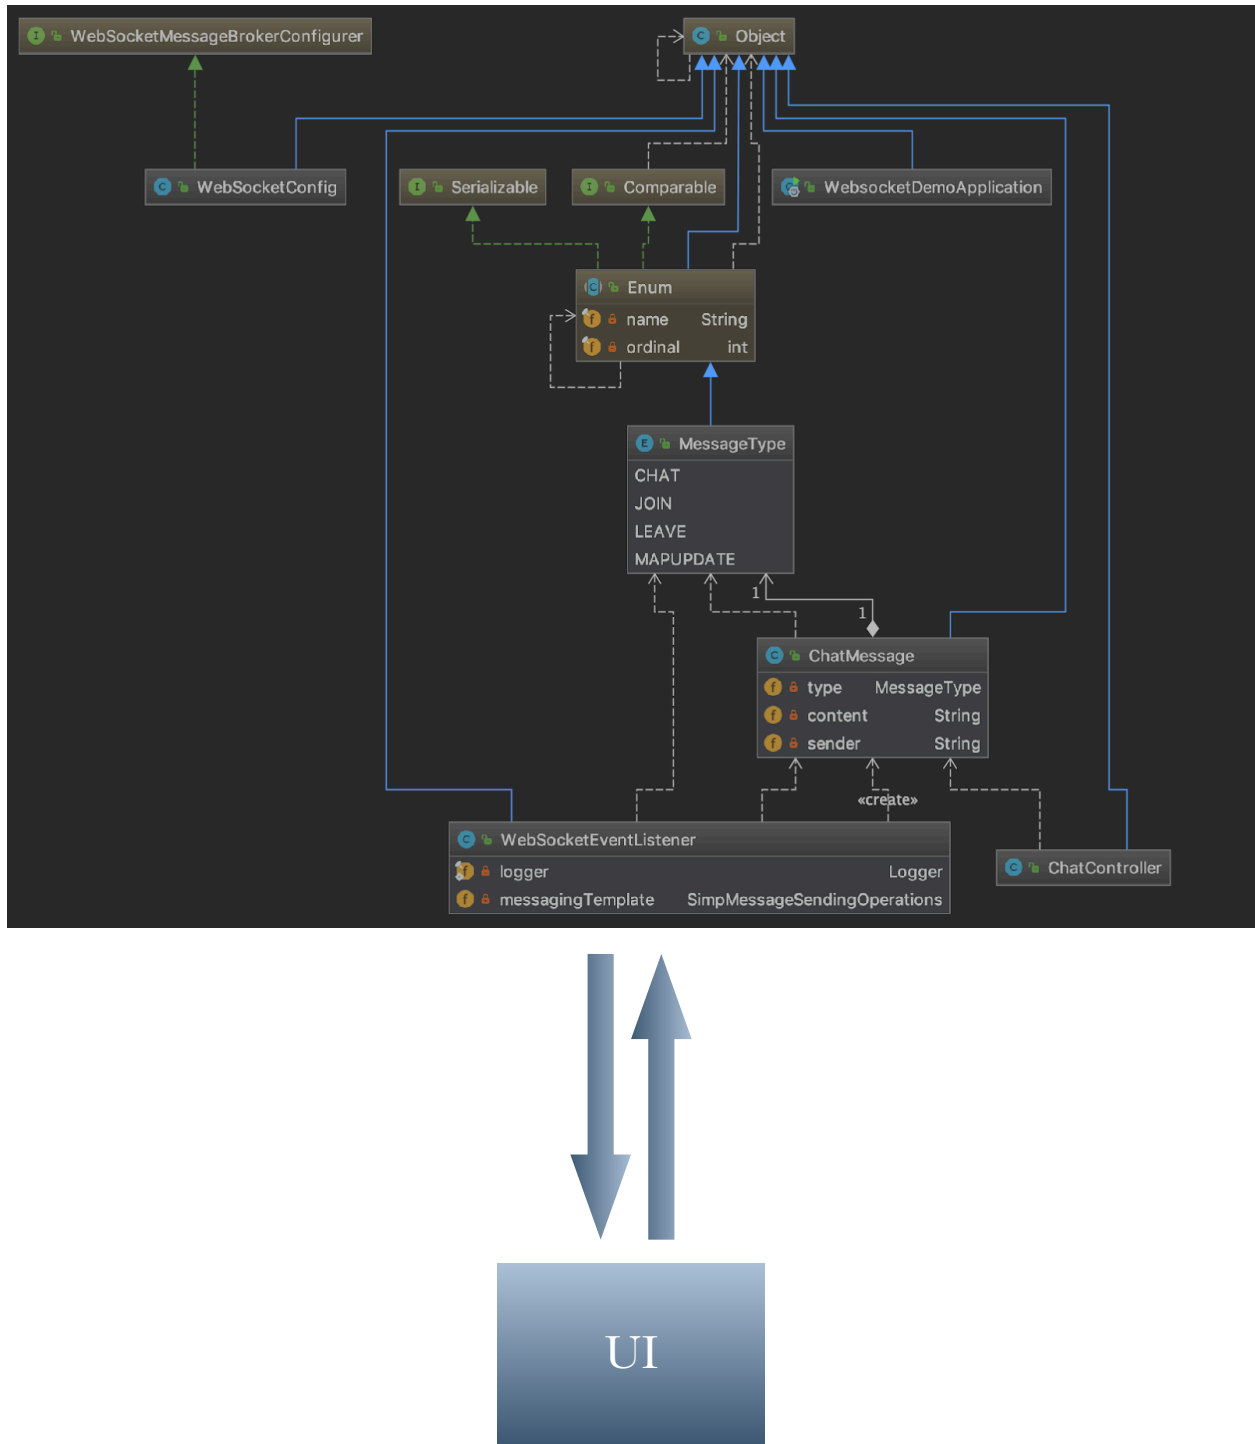 WebSocketMessageBrokerConfigurer
Object
WebSocketConfig
Serializable
Comparable
WebsocketDemoApplication
Enum
name String
ordinal int
MessageType
CHAT
JOIN
LEAVE
MAPUPDATE
1
1
ChatMessage
type MessageType
content String
sender String
«create»
WebSocketEventListener
logger Logger
messagingTemplate SimpMessageSendingOperations
ChatController
UI